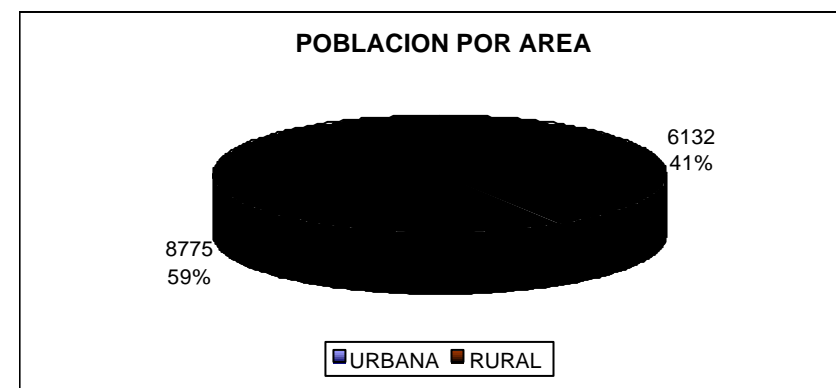 POBLACION POR AREA
6132
41%
8775
59%
URBANA RURAL